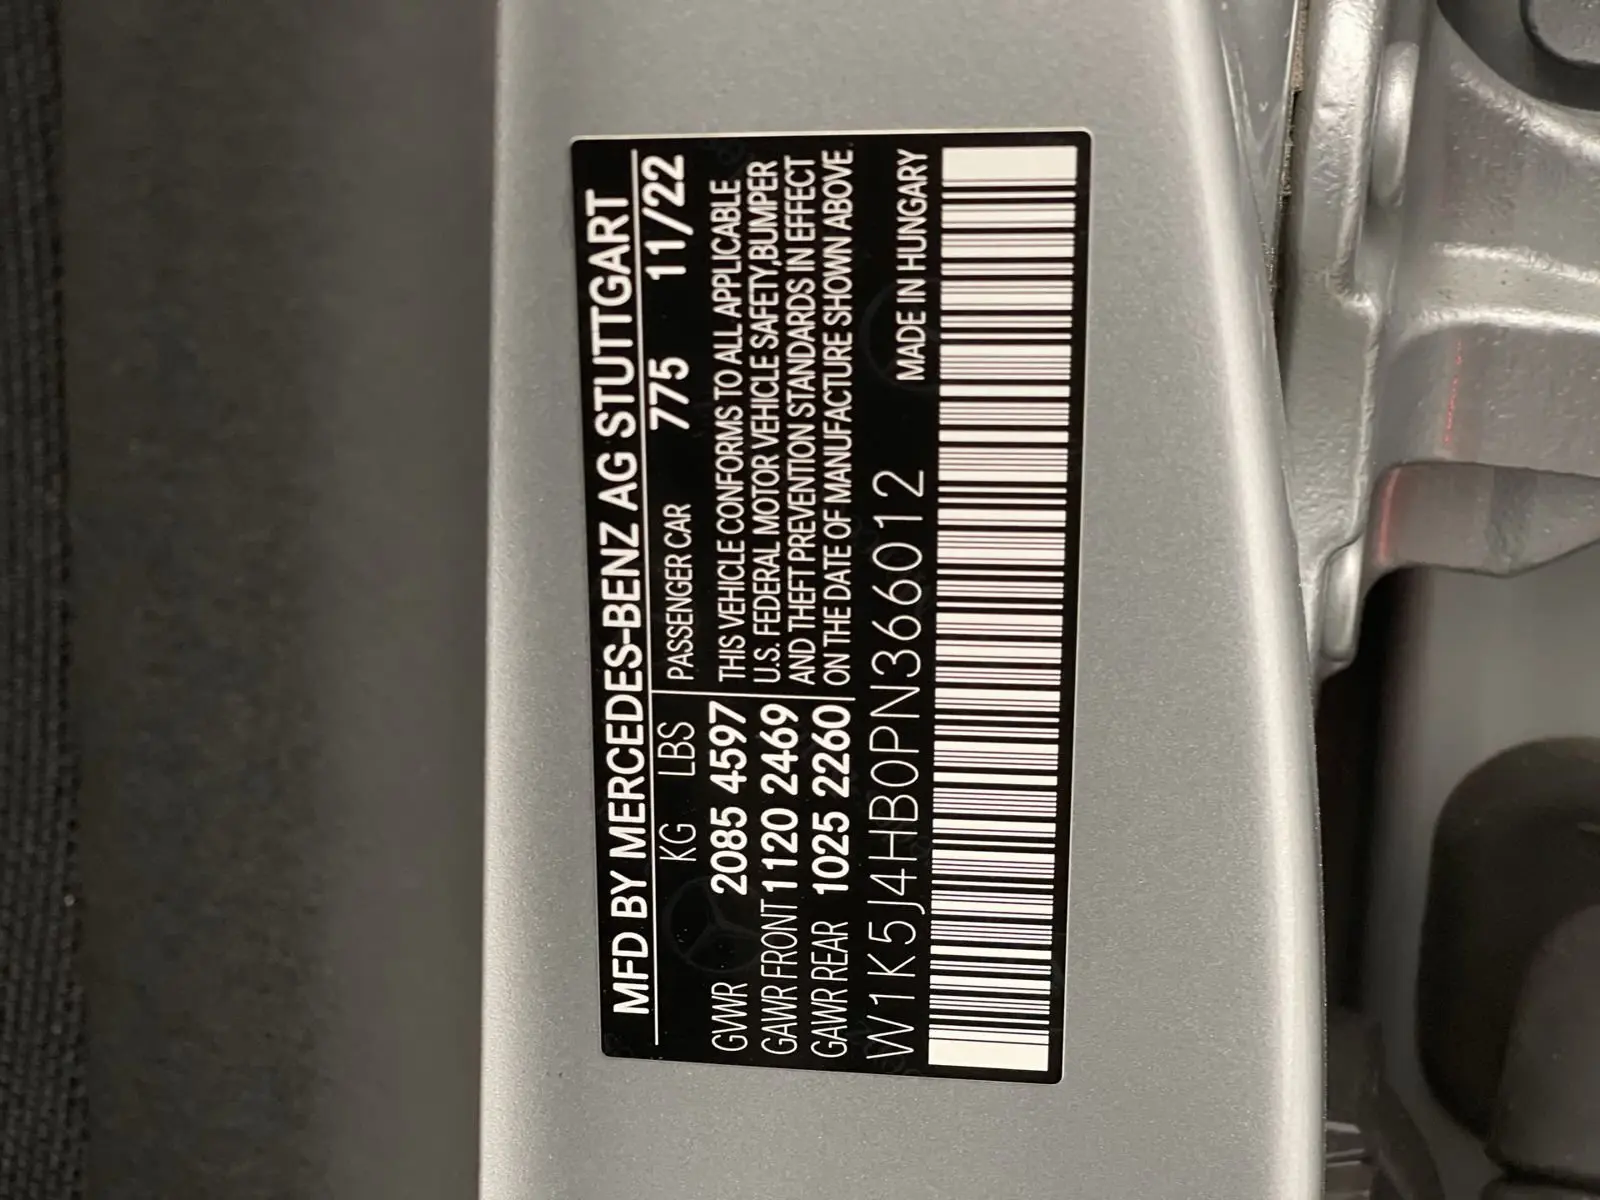 MFD BY MERCEDES-BENZ AG STUTTGART
KG LBS PASSENGER CAR 775 11/22
GVWR 2085 4597 THIS VEHICLE CONFORMS TO ALL APPLICABLE
GAWR FRONT 1120 2469 U.S. FEDERAL MOTOR VEHICLE SAFETY,BUMPER
AND THEFT PREVENTION STANDARDS IN EFFECT
GAWR REAR 1025 2260 ON THE DATE OF MANUFACTURE SHOWN ABOVE.
W1K5J4HB0PN366012 MADE IN HUNGARY